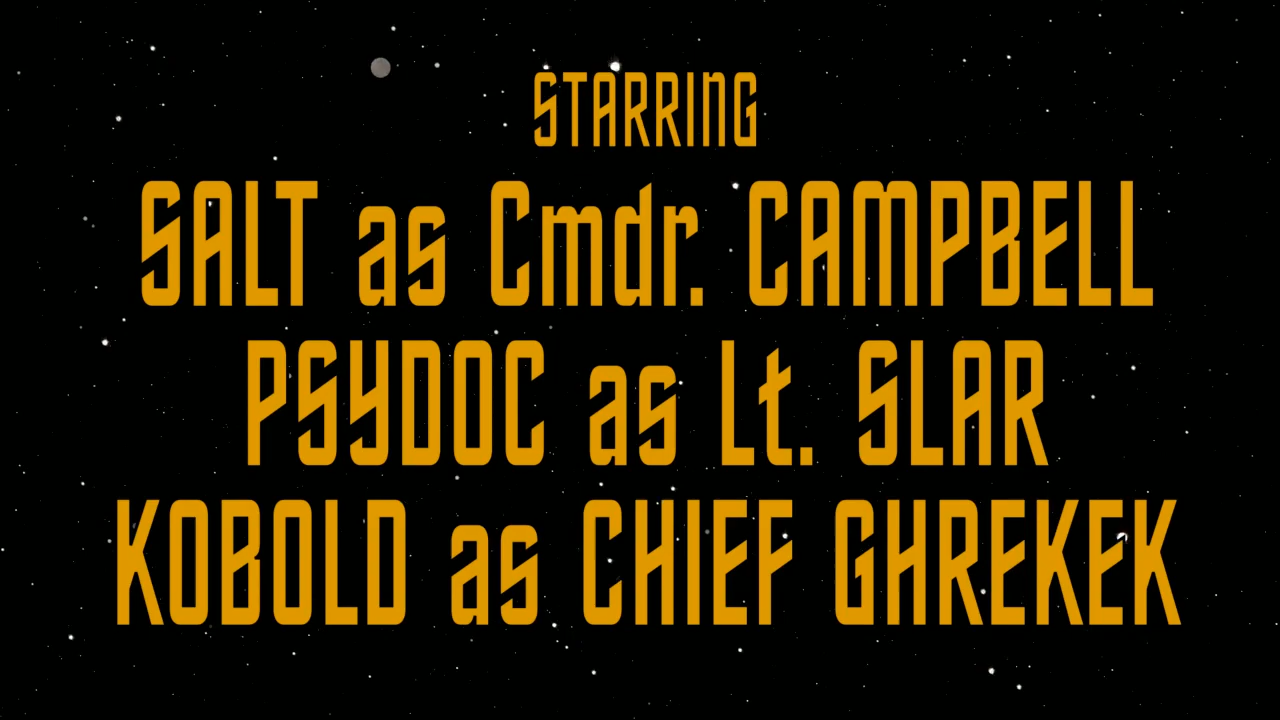 STARRING
SALT as Cmdr. CAMPBELL
PSYDOC as Lt. SLAR
KOBOLD as CHIEF GHREKEK